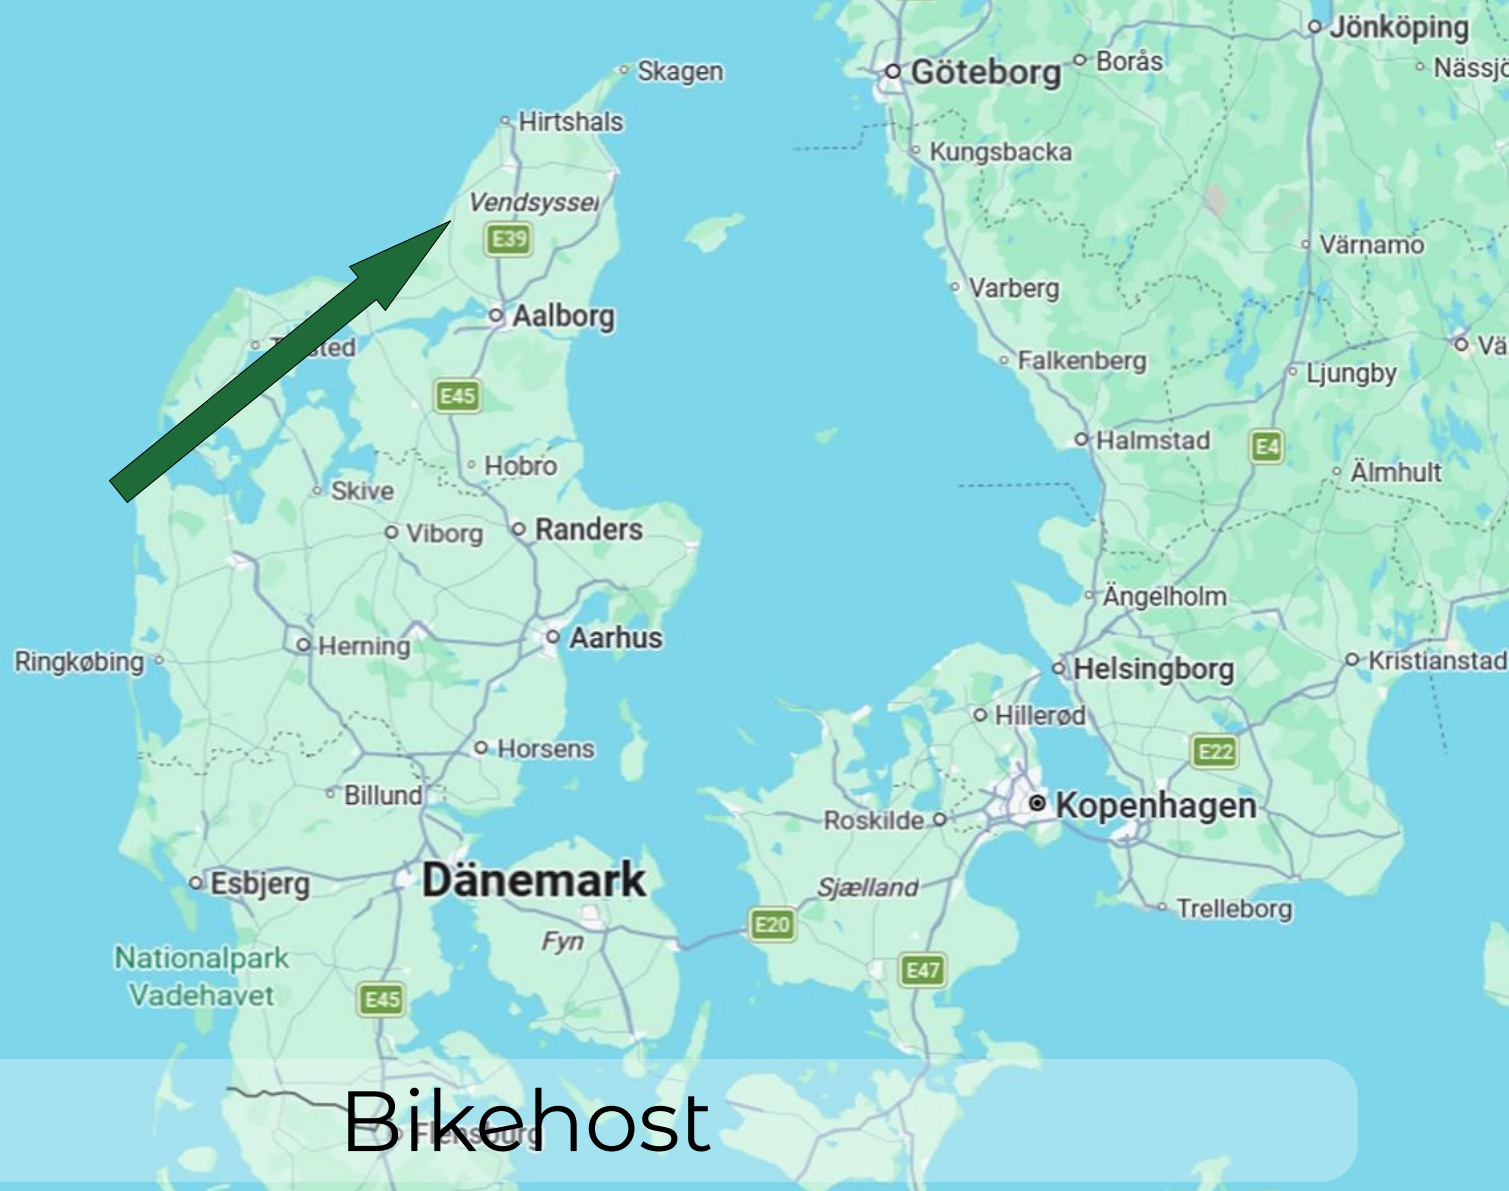 Jönköping
Skagen
Göteborg
Borås
Nässjö
Hirtshals
Kungsbacka
Vendsyssel
E39
Värnamo
Varberg
Aalborg
Vä
Falkenberg
Ljungby
E45
Halmstad
E4
Hobro
Älmhult
Skive
Viborg
Randers
Ängelholm
Aarhus
Herning
Ringkøbing
Helsingborg
Kristianstad
Hillerød
Horsens
E22
Billund
Kopenhagen
Roskilde
Dänemark
Esbjerg
Sjælland
Trelleborg
E20
Fyn
Nationalpark
Vadehavet
E47
E45
Bikehost
Flensburg